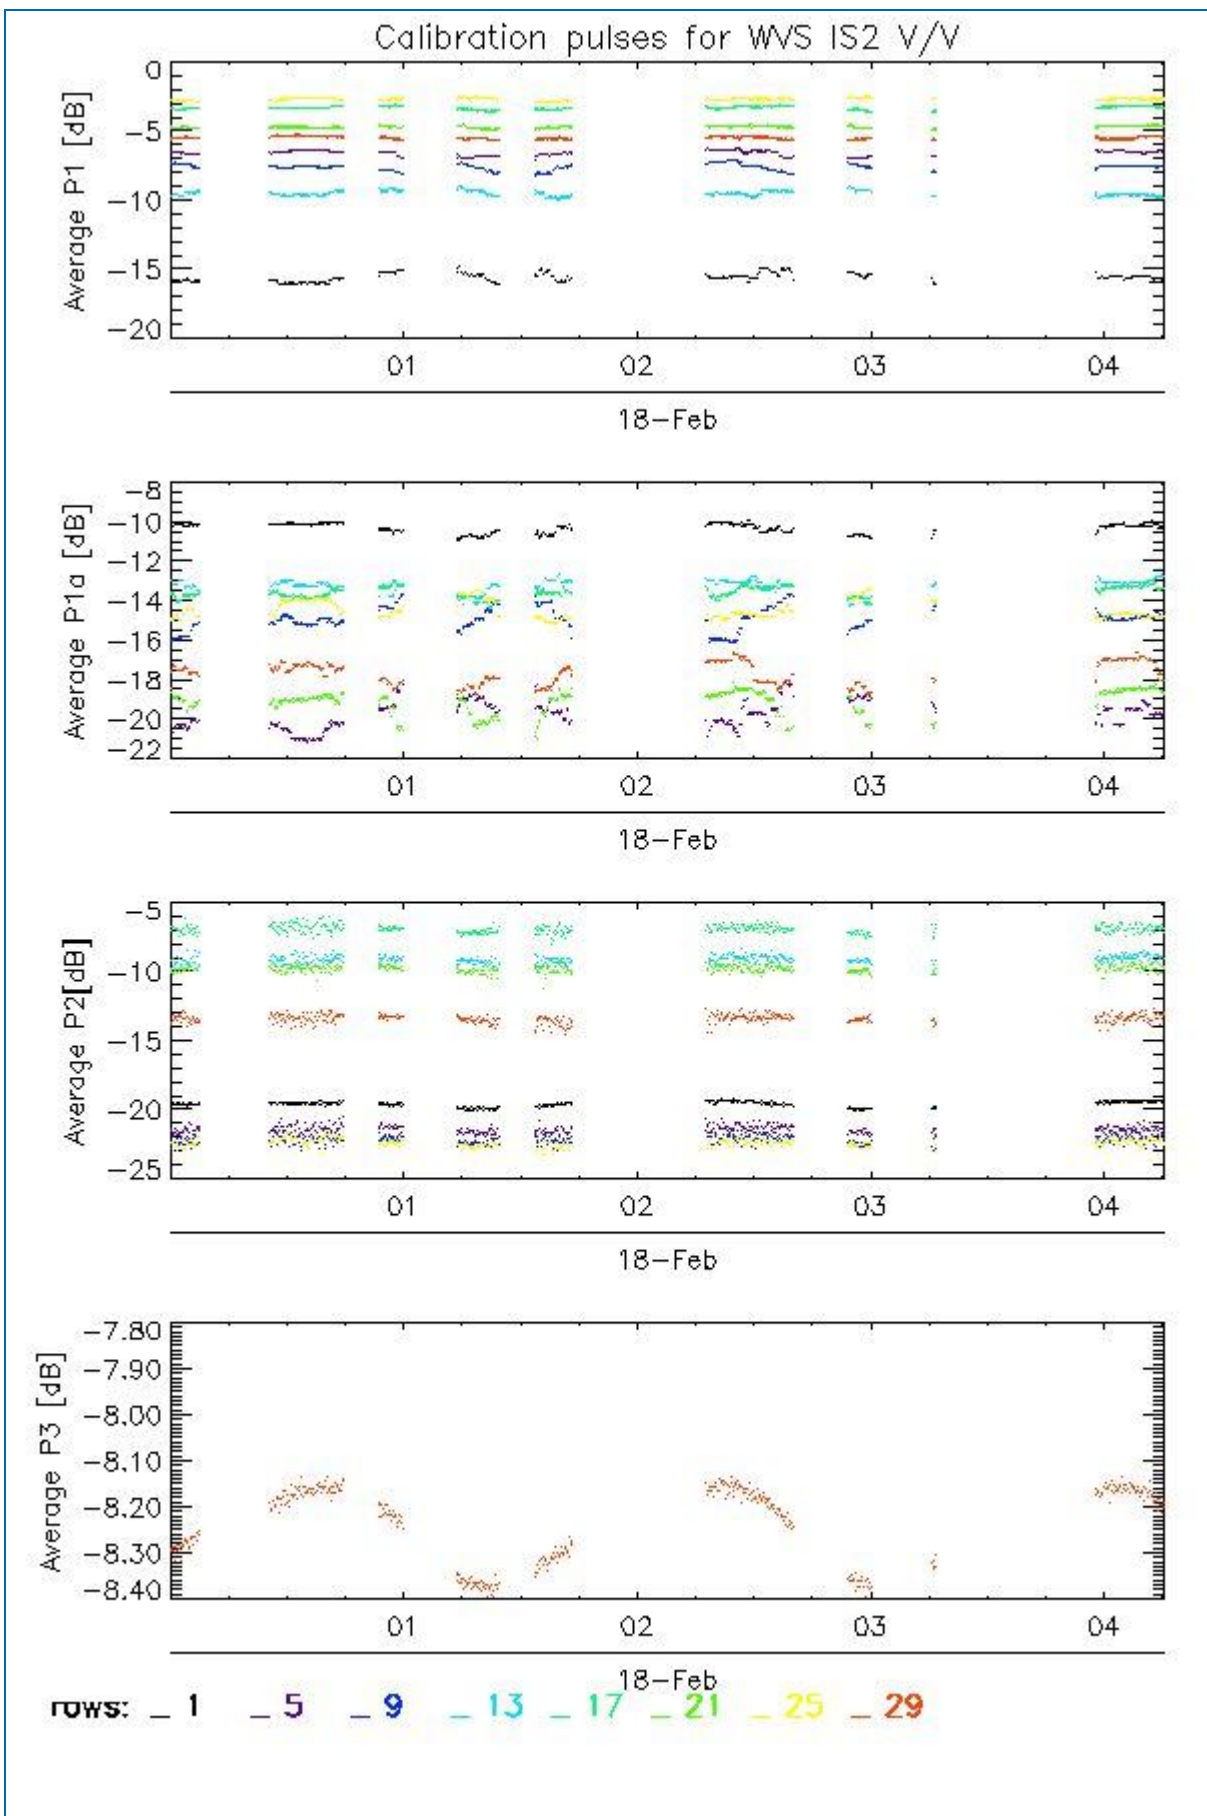 Calibration pulses for WVS IS2 V/V
Average P1 [dB]
0
-5
-10
-15
-20
01 02 03 04
18-Feb
Average P1a [dB]
-8
-10
-12
-14
-16
-18
-20
-22
01 02 03 04
18-Feb
Average P2[dB]
-5
-10
-15
-20
-25
01 02 03 04
18-Feb
Average P3 [dB]
-7.80
-7.90
-8.00
-8.10
-8.20
-8.30
-8.40
01 02 03 04
18-Feb
rows: _ 1 _ 5 _ 9 _ 13 _ 17 _ 21 _ 25 _ 29